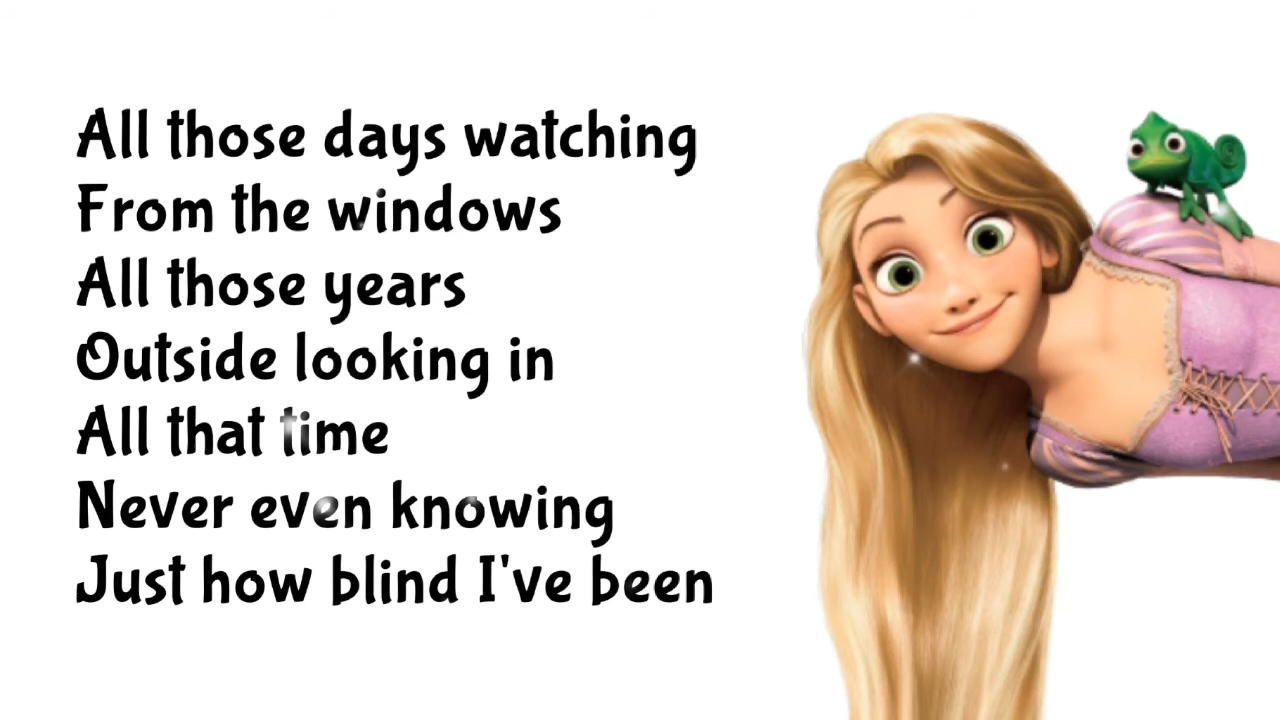 All those days watching
From the windows
All those years
Outside looking in
All that time
Never even knowing
Just how blind I've been